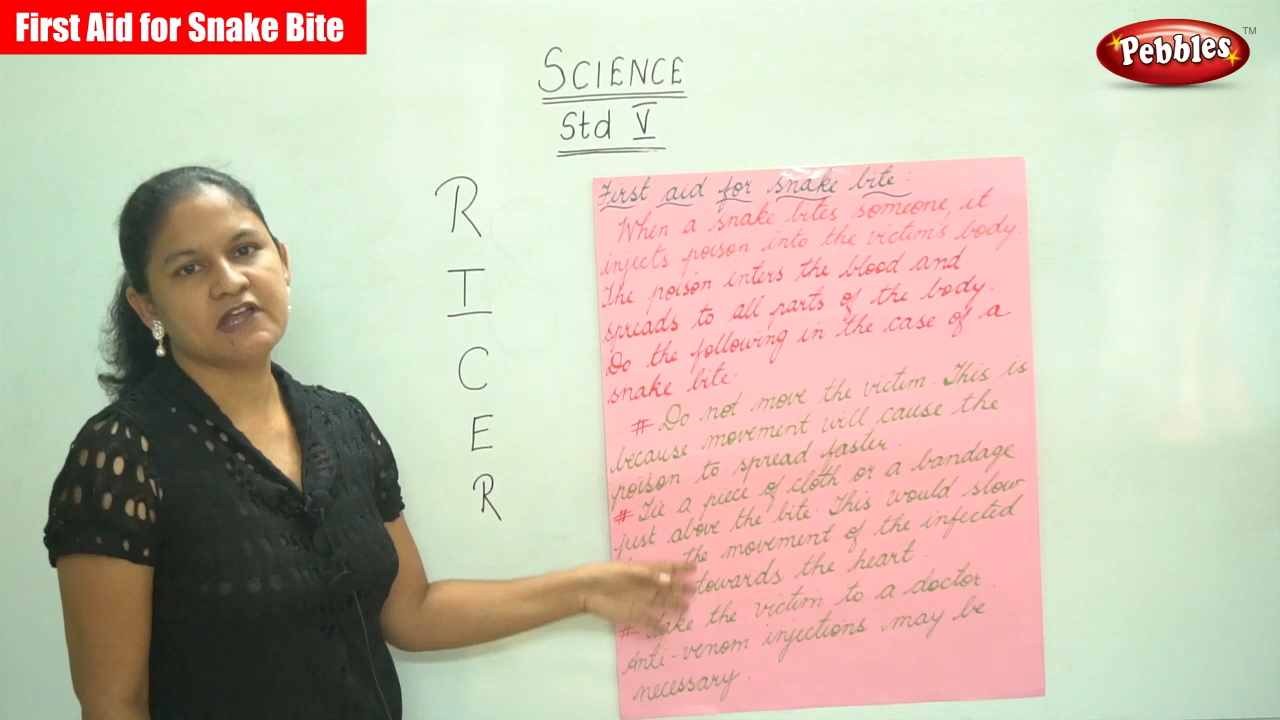 First Aid for Snake Bite
Pebbles TM
SCIENCE
Std V
R
I
C
E
R
First aid for snake bite :
When a snake bites someone, it
injects poison into the victim's body.
The poison enters the blood and
spreads to all parts of the body.
Do the following in the case of a
snake bite.
# Do not move the victim. This is
because movement will cause the
poison to spread faster.
# Tie a piece of cloth or a bandage
just above the bite. This would slow
the movement of the infected
towards the heart.
# Take the victim to a doctor.
Anti-venom injections may be
necessary.